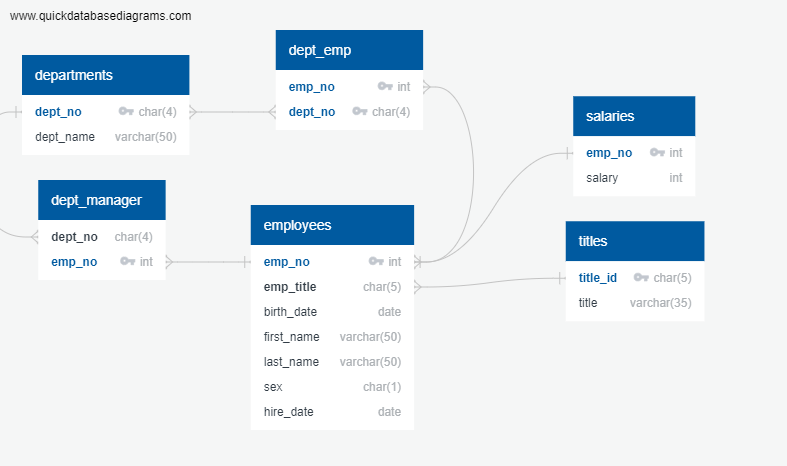 www.quickdatabasediagrams.com
departments
dept_no char(4)
dept_name varchar(50)
dept_emp
emp_no int
dept_no char(4)
salaries
emp_no int
salary int
dept_manager
dept_no char(4)
emp_no int
employees
emp_no int
emp_title char(5)
birth_date date
first_name varchar(50)
last_name varchar(50)
sex char(1)
hire_date date
titles
title_id char(5)
title varchar(35)